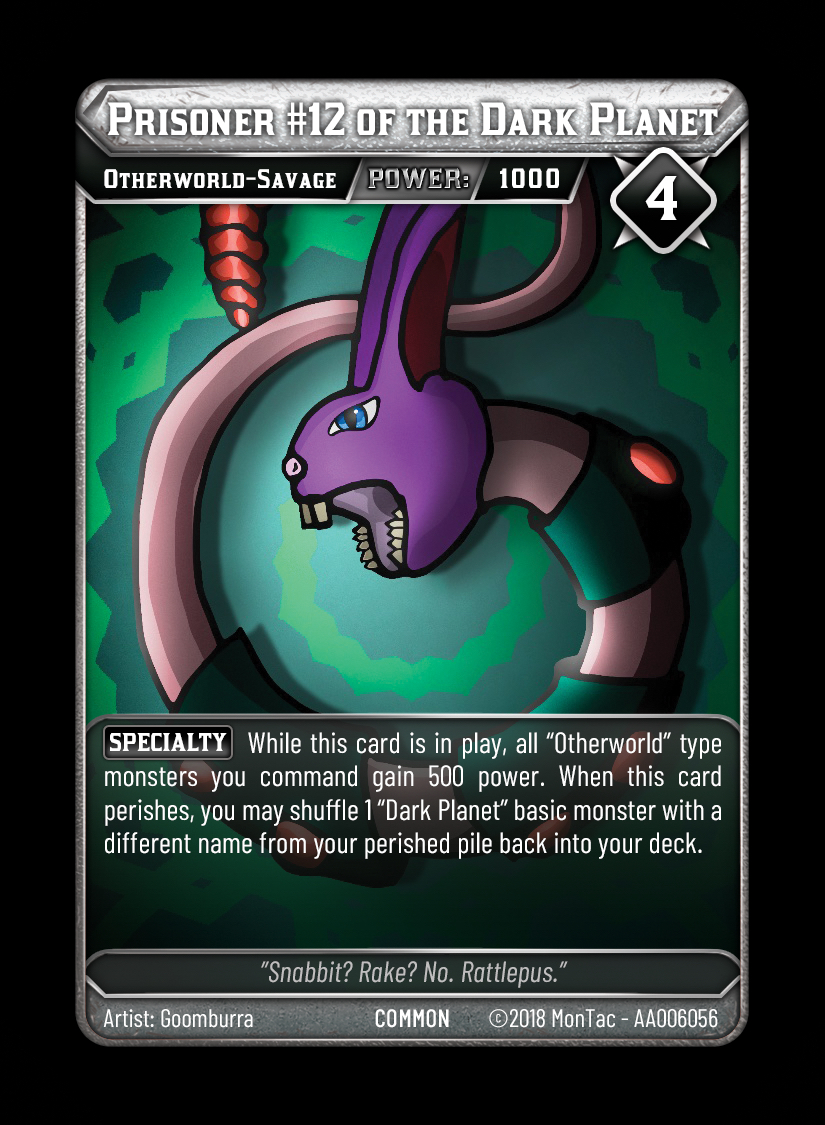 Prisoner #12 of the Dark Planet
Otherworld-Savage POWER: 1000
4
SPECIALTY While this card is in play, all “Otherworld” type
monsters you command gain 500 power. When this card
perishes, you may shuffle 1 “Dark Planet” basic monster with a
different name from your perished pile back into your deck.
“Snabbit? Rake? No. Rattlepus.”
Artist: Goomburra COMMON ©2018 MonTac - AA006056